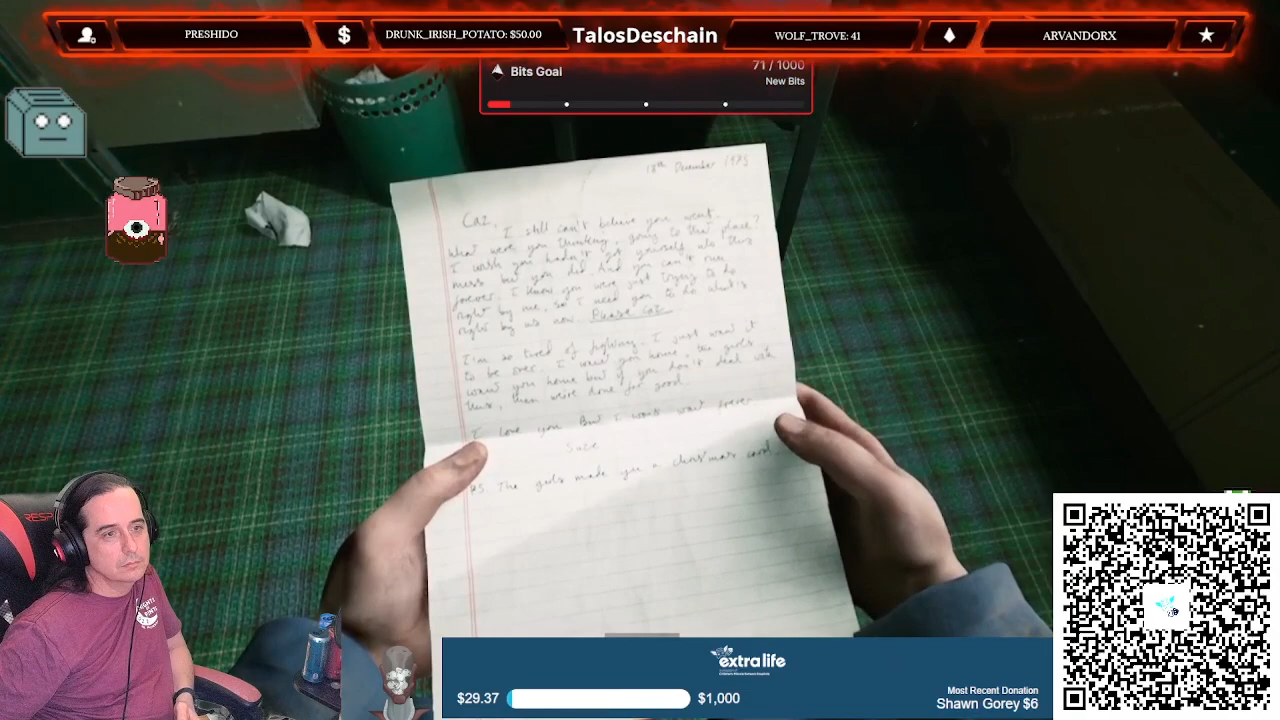 PRESHIDO
$
DRUNK_IRISH_POTATO: $50.00
TalosDeschain
WOLF_TROVE: 41
ARVANDORX
Bits Goal
71 / 1000
New Bits
18th December 1975
Caz,
I still can't believe you went.
What were you thinking, going to that place?
I wish you hadn't got yourself into this
mess but you did. And you can't run
forever. I know you were just trying to do
right by me, so I need you to do what's
right by us now. Please Caz.
I'm so tired of fighting. I just want it
to be over. I want you home, the girls
want you home but if you don't deal with
this, then we're done for good.
I love you. But I won't wait forever
Suze
PS. The girls made you a christmas card.
RESP
extralife
$29.37
$1,000
Most Recent Donation
Shawn Gorey $6